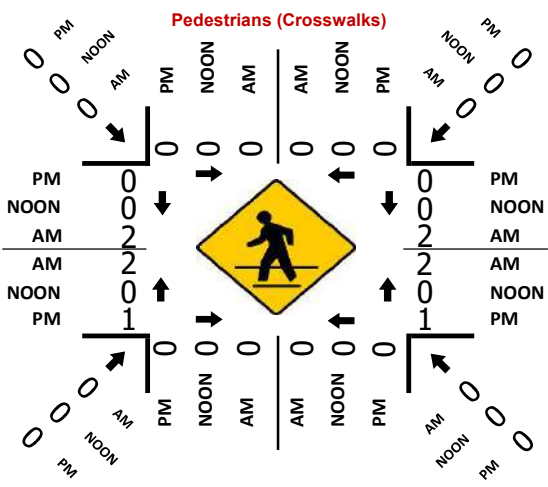 Pedestrians (Crosswalks)
PM NOON AM
0 0 0
PM NOON AM AM NOON PM
0 0 0 0 0 0
PM NOON AM
0 0 0
PM 0 0 PM
NOON 0 0 NOON
AM 2 2 AM
AM 2 2 AM
NOON 0 0 NOON
PM 1 1 PM
0 0 0 0 0 0
PM NOON AM AM NOON PM
0 0 0
AM NOON PM
0 0 0
AM NOON PM